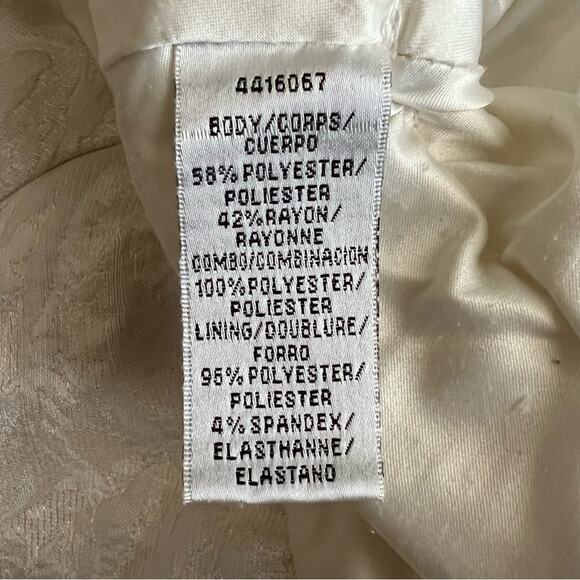 4416067
BODY/CORPS/
CUERPO
58% POLYESTER/
POLIESTER
42% RAYON/
RAYONNE
COMBO/COMBINACION
100% POLYESTER/
POLIESTER
LINING/DOUBLURE/
FORRO
96% POLYESTER/
POLIESTER
4% SPANDEX/
ELASTHANNE/
ELASTANO